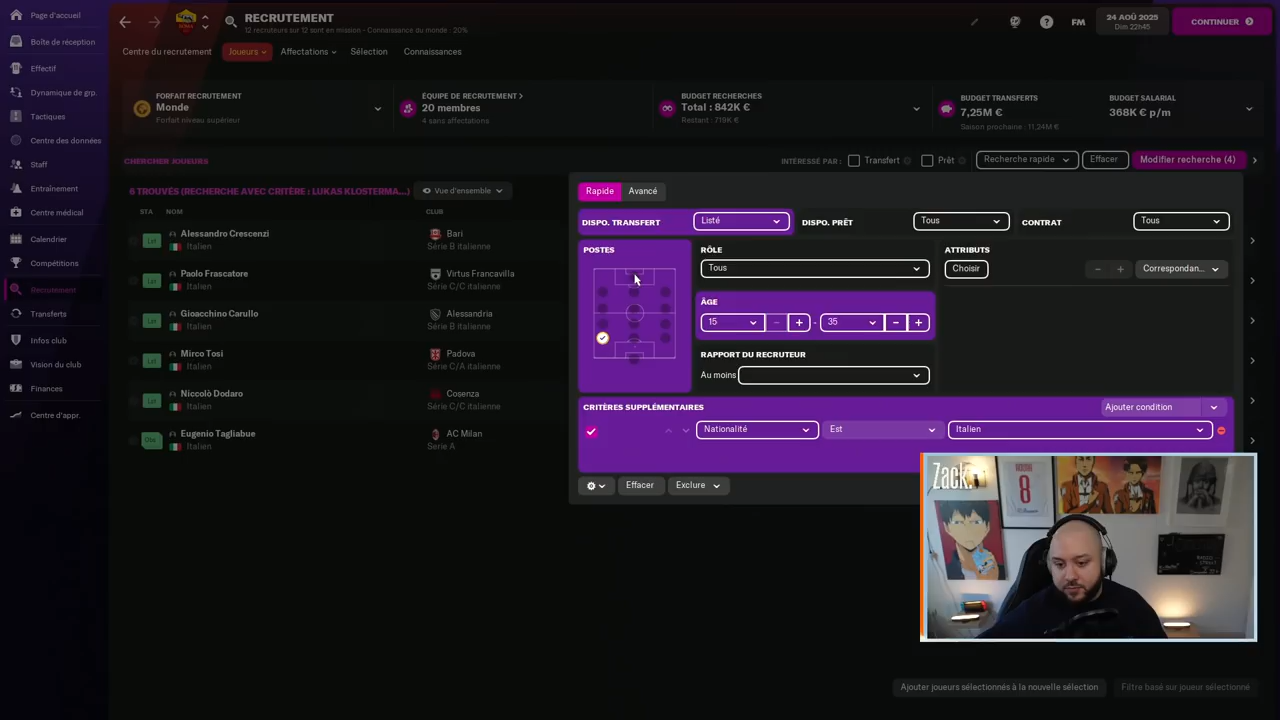 Page d'accueil
Boîte de réception
Effectif
Dynamique de grp.
Tactiques
Centre des données
Staff
Entraînement
Centre médical
Calendrier
Compétitions
Recrutement
Transferts
Infos club
Vision du club
Finances
Centre d'appr.
RECRUTEMENT
12 recruteurs sur 12 sont en mission - Connaissance du monde : 20%
FM
24 AOÛ 2025
Dim 22h45
CONTINUER
Centre du recrutement
Joueurs
Affectations
Sélection
Connaissances
FORFAIT RECRUTEMENT
Monde
Forfait niveau supérieur
ÉQUIPE DE RECRUTEMENT >
20 membres
4 sans affectations
BUDGET RECHERCHES
Total : 842K €
Restant : 719K €
BUDGET TRANSFERTS
7,25M €
Saison prochaine : 11,24M €
BUDGET SALARIAL
368K € p/m
CHERCHER JOUEURS
INTÉRESSÉ PAR :
Transfert
Prêt
Recherche rapide
Effacer
Modifier recherche (4)
6 TROUVÉS (RECHERCHE AVEC CRITÈRE : LUKAS KLOSTERMA...)
Vue d'ensemble
STA
NOM
CLUB
Lst
Alessandro Crescenzi
Italien
Bari
Série B italienne
Lst
Paolo Frascatore
Italien
Virtus Francavilla
Série C/C italienne
Lst
Gioacchino Carullo
Italien
Alessandria
Série B italienne
Lst
Mirco Tosi
Italien
Padova
Série C/A italienne
Lst
Niccolò Dodaro
Italien
Cosenza
Série C/C italienne
Obs
Eugenio Tagliabue
Italien
AC Milan
Serie A
Rapide
Avancé
DISPO. TRANSFERT
Listé
DISPO. PRÊT
Tous
CONTRAT
Tous
POSTES
RÔLE
Tous
ATTRIBUTS
Choisir
Correspondan...
ÂGE
15
-
35
RAPPORT DU RECRUTEUR
Au moins
CRITÈRES SUPPLÉMENTAIRES
Ajouter condition
Nationalité
Est
Italien
Effacer
Exclure
Zack.
8
Ajouter joueurs sélectionnés à la nouvelle sélection
Filtre basé sur joueur sélectionné